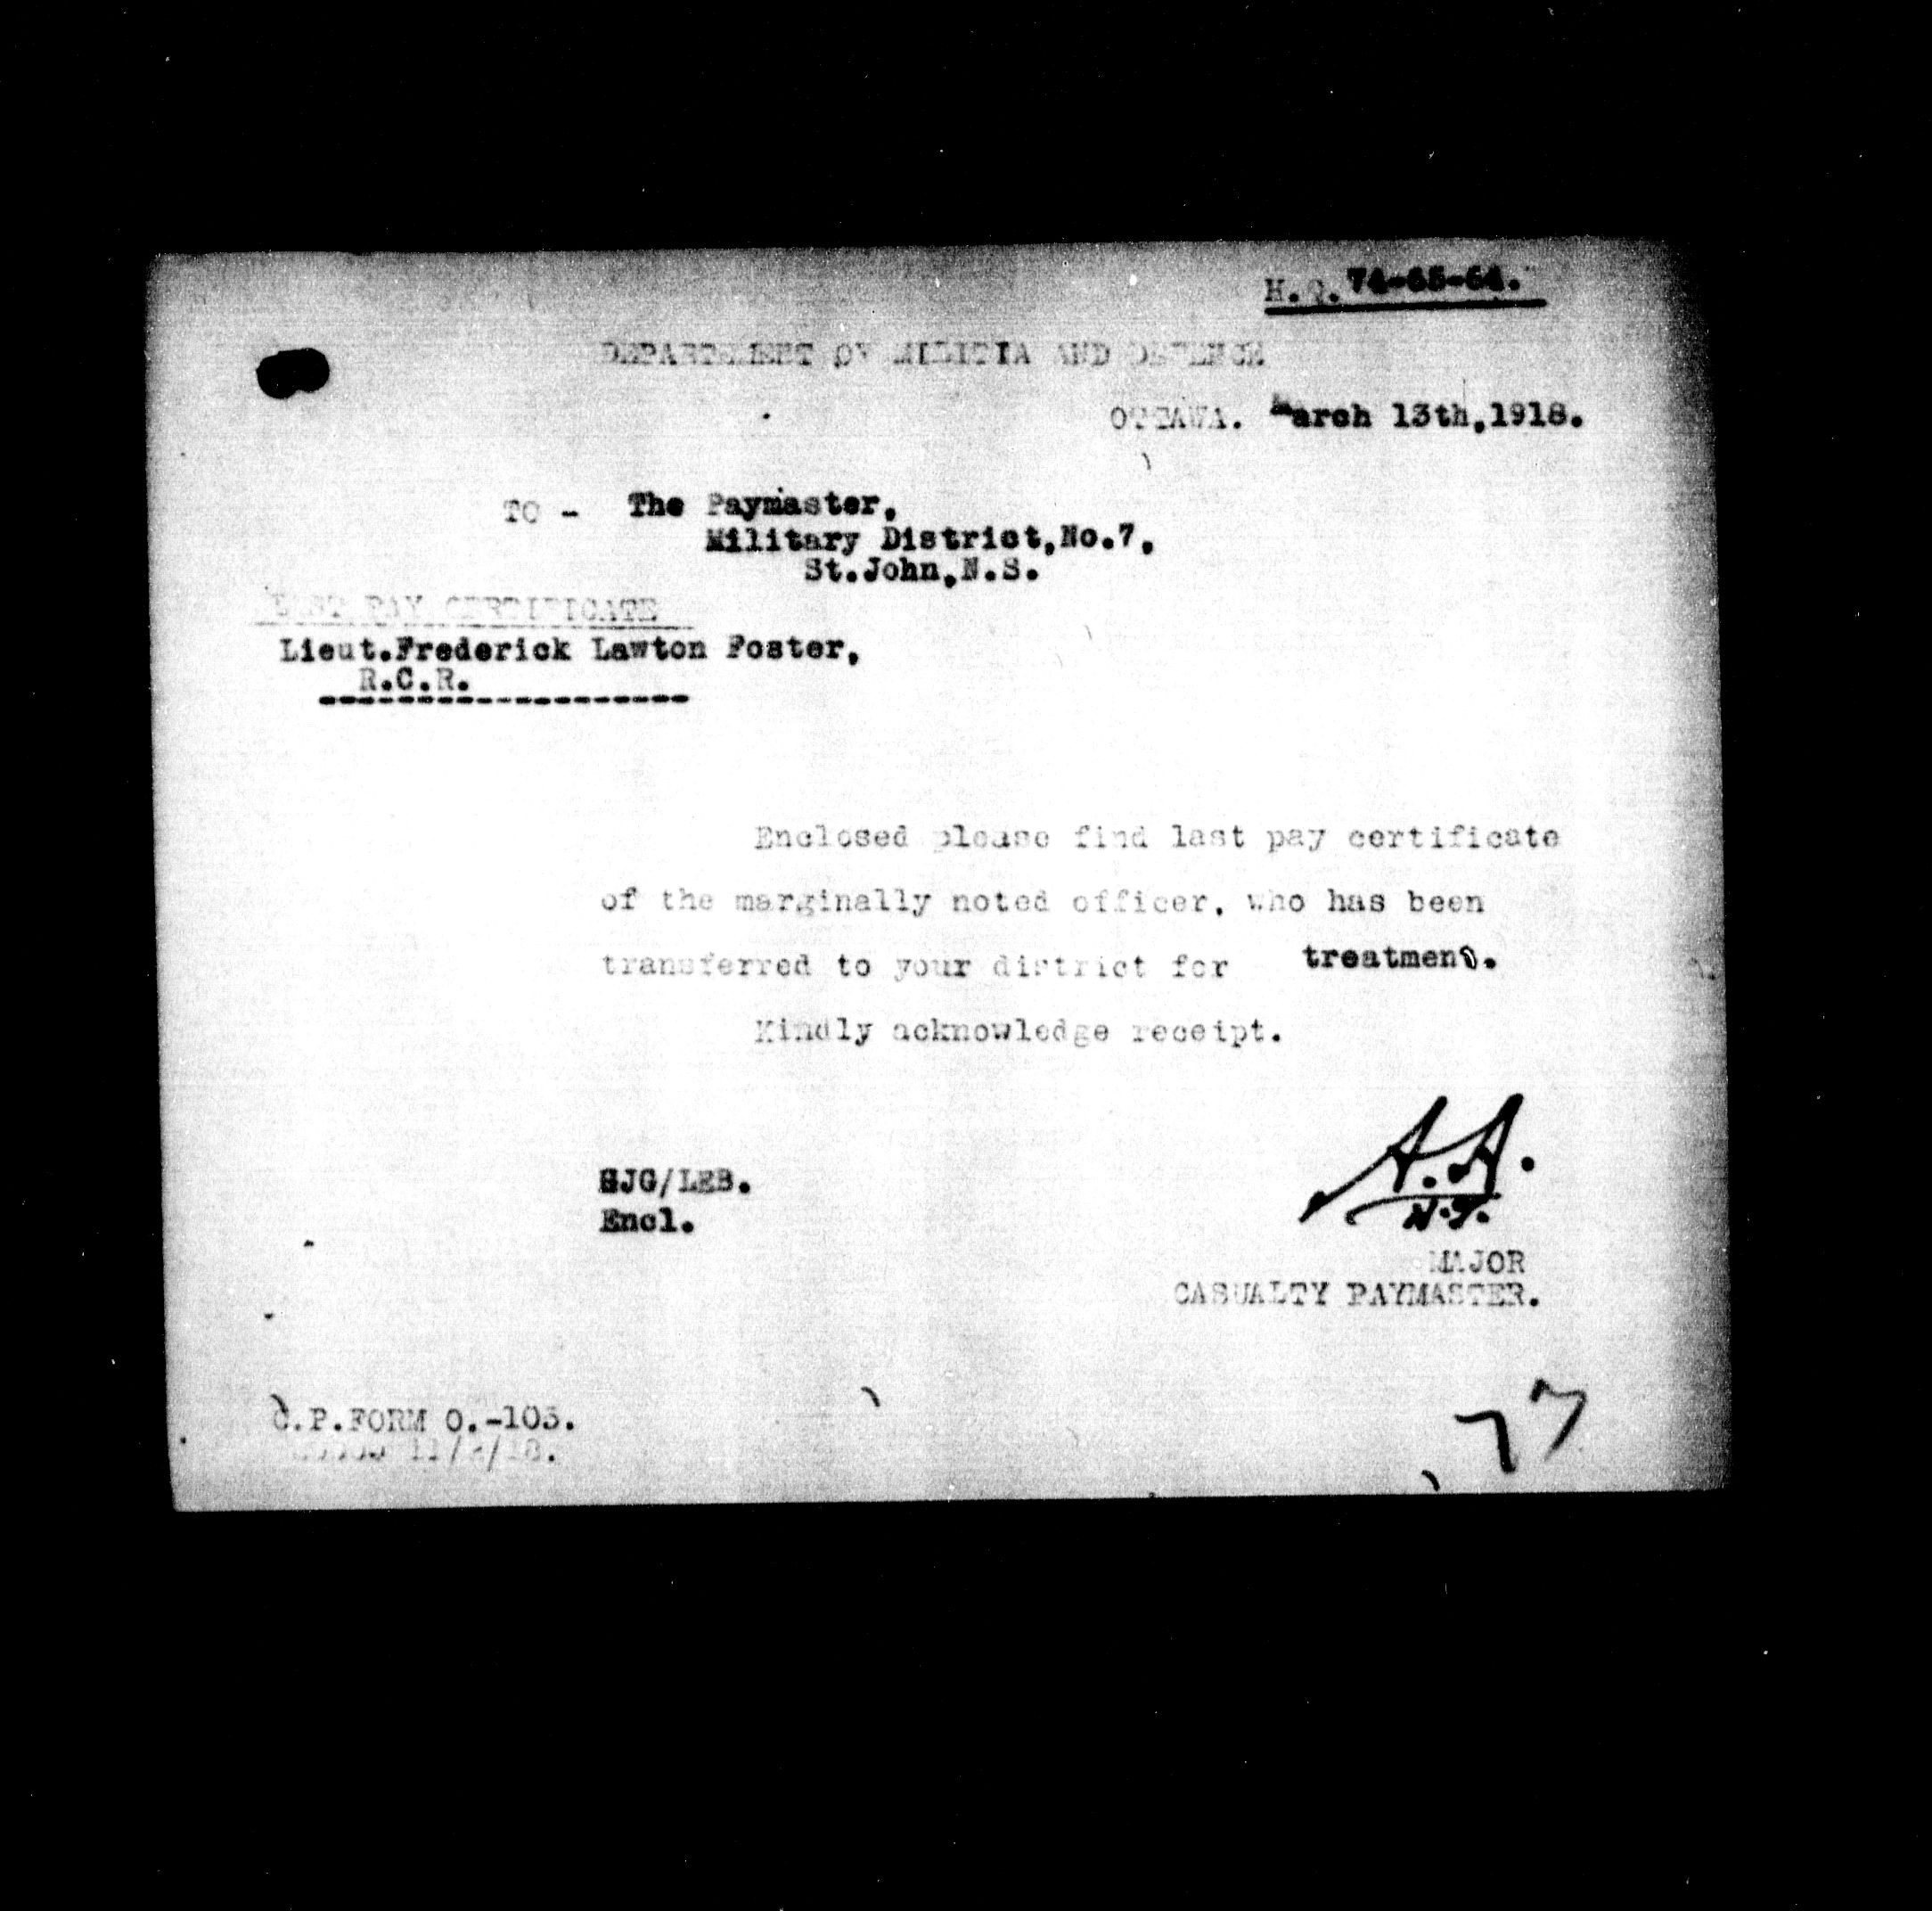 H.Q. 74-65-64.
DEPARTEMENT OF MILITIA AND DEFENCE
OTTAWA. March 13th,1918.
TO - The Paymaster,
Military District,No.7,
St.John,N.S.
LAST PAY CERTIFICATE
Lieut.Frederick Lawton Foster,
R.C.R.
Enclosed please find last pay certificate
of the marginally noted officer, who has been
transferred to your district for treatment.
Kindly acknowledge receipt.
GJG/LEB.
Encl.
A.A.
MAJOR
CASUALTY PAYMASTER.
C.P.FORM O.-103.
77